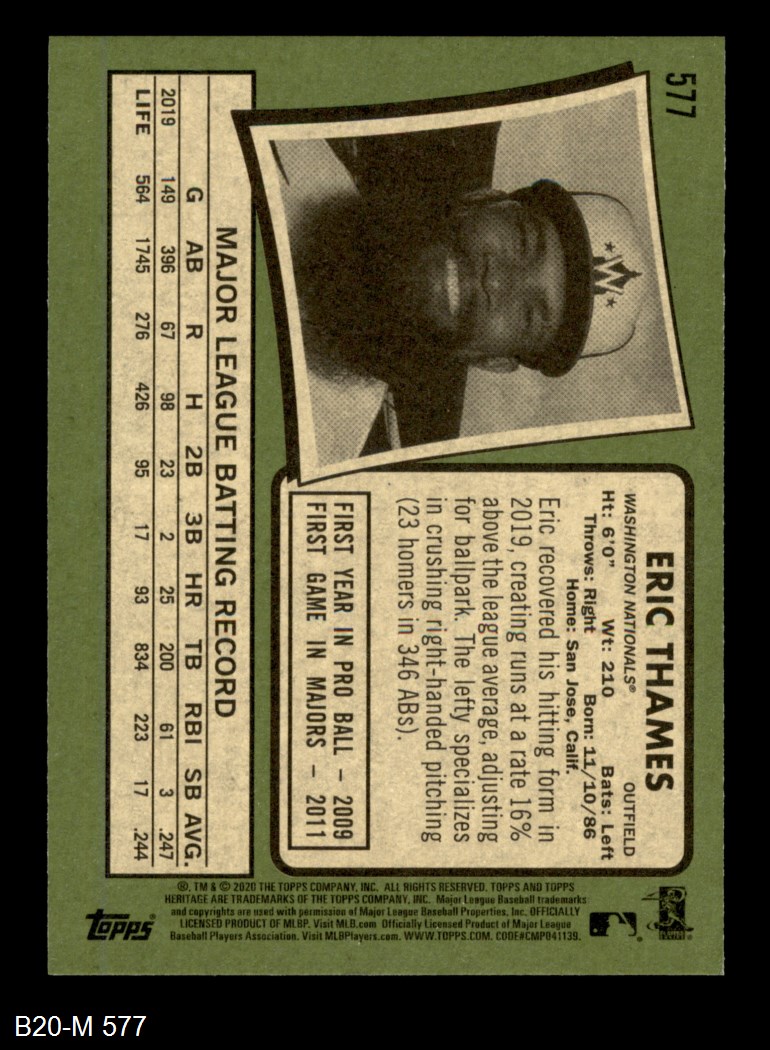 577
ERIC THAMES
WASHINGTON NATIONALS® OUTFIELD
Ht: 6'0" Wt: 210 Bats: Left
Throws: Right Born: 11/10/86
Home: San Jose, Calif.
Eric recovered his hitting form in
2019, creating runs at a rate 16%
above the league average, adjusting
for ballpark. The lefty specializes
in crushing right-handed pitching
(23 homers in 346 ABs).
FIRST YEAR IN PRO BALL – 2009
FIRST GAME IN MAJORS – 2011
W
MAJOR LEAGUE BATTING RECORD
G AB R H 2B 3B HR TB RBI SB AVG.
2019 149 396 67 98 23 2 25 200 61 3 .247
LIFE 564 1745 276 426 95 17 93 834 223 17 .244
®, TM & © 2020 THE TOPPS COMPANY, INC. ALL RIGHTS RESERVED. TOPPS AND TOPPS
HERITAGE ARE TRADEMARKS OF THE TOPPS COMPANY, INC. Major League Baseball trademarks
and copyrights are used with permission of Major League Baseball Properties, Inc. OFFICIALLY
LICENSED PRODUCT OF MLBP. Visit MLB.com Officially Licensed Product of Major League
Baseball Players Association. Visit MLBPlayers.com. WWW.TOPPS.COM. CODE#CMP041139.
topps®
B20-M 577